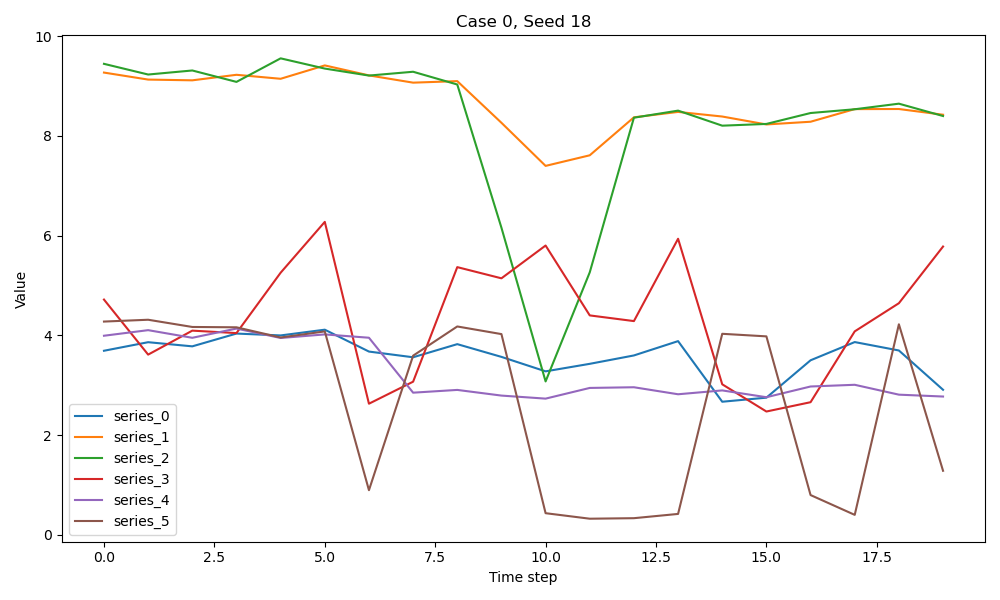 Case 0, Seed 18
Value
10
8
6
4
2
0
series_0
series_1
series_2
series_3
series_4
series_5
0.0 2.5 5.0 7.5 10.0 12.5 15.0 17.5
Time step